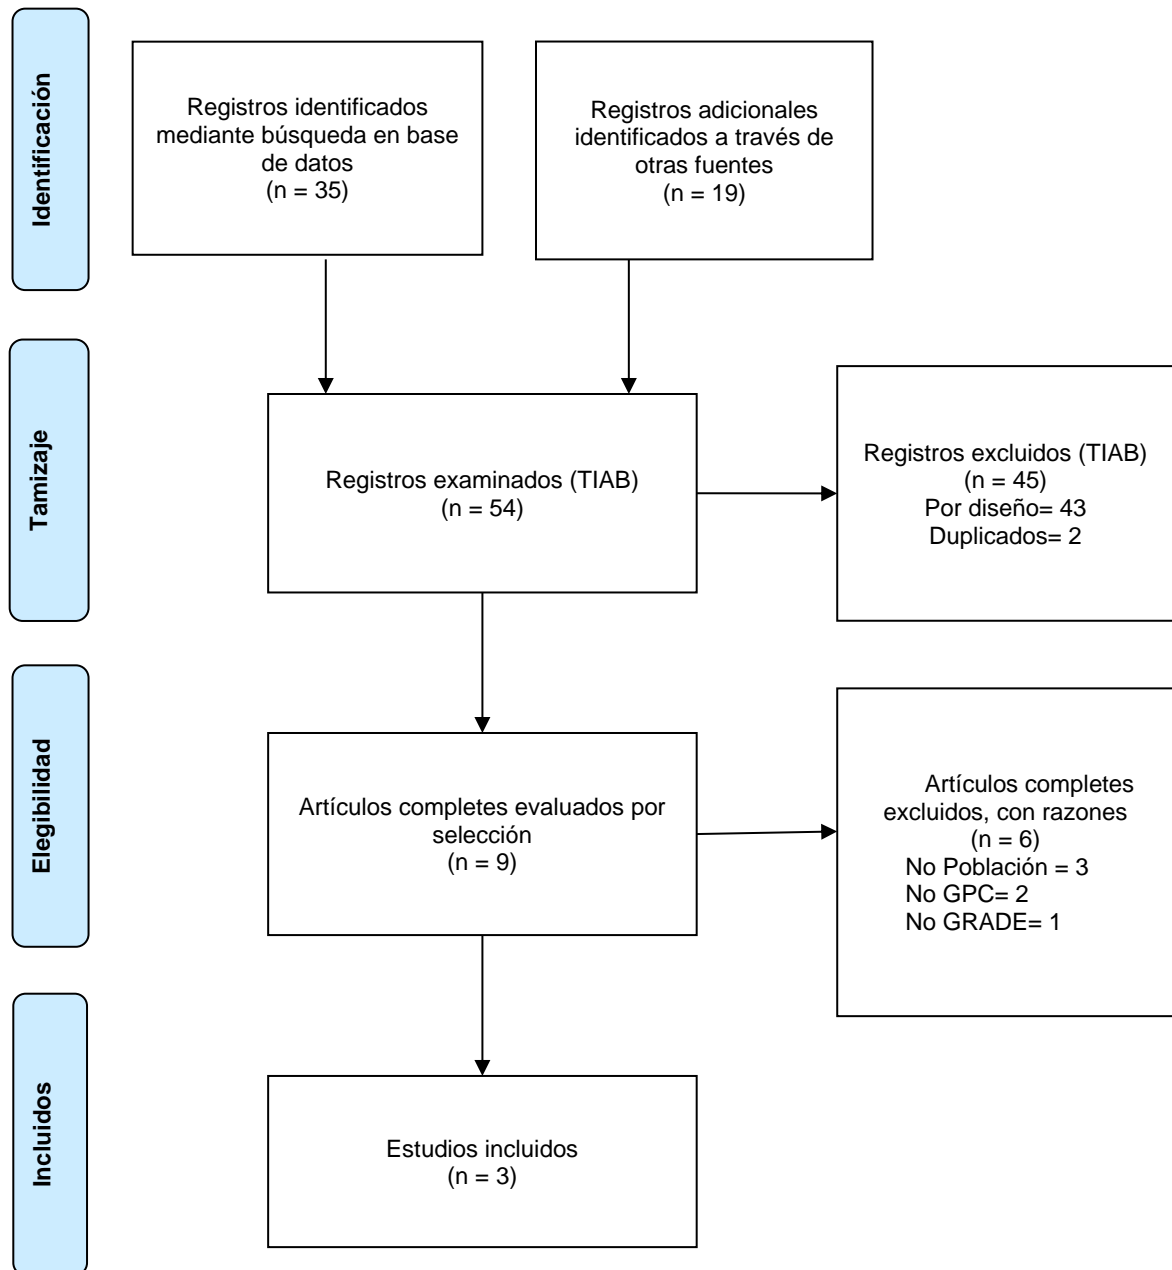 Identificación
Registros identificados
mediante búsqueda en base
de datos
(n = 35)
Registros adicionales
identificados a través de
otras fuentes
(n = 19)
Tamizaje
Registros examinados (TIAB)
(n = 54)
Registros excluidos (TIAB)
(n = 45)
Por diseño= 43
Duplicados= 2
Elegibilidad
Artículos completes evaluados por
selección
(n = 9)
Artículos completes
excluidos, con razones
(n = 6)
No Población = 3
No GPC= 2
No GRADE= 1
Incluidos
Estudios incluidos
(n = 3)